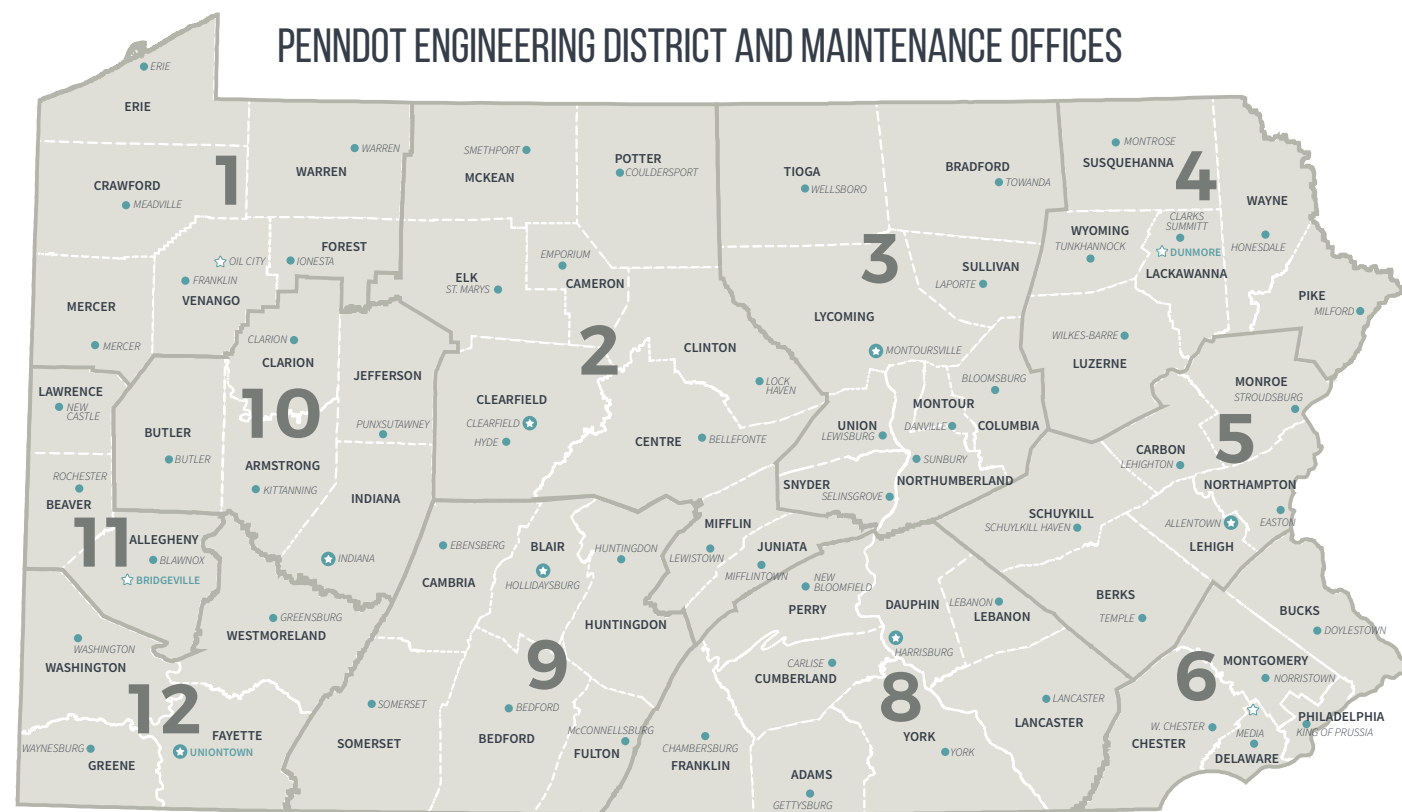 PENNDOT ENGINEERING DISTRICT AND MAINTENANCE OFFICES
ERIE
ERIE
CRAWFORD
MEADVILLE
1
WARREN
WARREN
FOREST
IONESTA
OIL CITY
FRANKLIN
VENANGO
MERCER
MERCER
SMETHPORT
MCKEAN
POTTER
COULDERSPORT
ELK
ST. MARYS
EMPORIUM
CAMERON
2
CLINTON
LOCK
HAVEN
CLEARFIELD
CLEARFIELD
HYDE
CENTRE
BELLEFONTE
MIFFLIN
LEWISTOWN
JUNIATA
MIFFLINTOWN
TIOGA
WELLSBORO
BRADFORD
TOWANDA
3
SULLIVAN
LAPORTE
LYCOMING
MONTOURSVILLE
BLOOMSBURG
MONTOUR
DANVILLE
COLUMBIA
UNION
LEWISBURG
SUNBURY
NORTHUMBERLAND
SNYDER
SELINSGROVE
MONTROSE
SUSQUEHANNA
4
WAYNE
HONESDALE
WYOMING
TUNKHANNOCK
CLARKS
SUMMITT
DUNMORE
LACKAWANNA
PIKE
MILFORD
WILKES-BARRE
LUZERNE
MONROE
STROUDSBURG
5
CARBON
LEHIGHTON
NORTHAMPTON
EASTON
ALLENTOWN
LEHIGH
SCHUYKILL
SCHUYLKILL HAVEN
BERKS
TEMPLE
BUCKS
DOYLESTOWN
6
MONTGOMERY
NORRISTOWN
PHILADELPHIA
KING OF PRUSSIA
W. CHESTER
CHESTER
MEDIA
DELAWARE
NEW
BLOOMFIELD
PERRY
DAUPHIN
HARRISBURG
LEBANON
LEBANON
CARLISE
CUMBERLAND
8
LANCASTER
LANCASTER
YORK
YORK
CHAMBERSBURG
FRANKLIN
ADAMS
GETTYSBURG
EBENSBERG
CAMBRIA
BLAIR
HOLLIDAYSBURG
HUNTINGDON
HUNTINGDON
9
SOMERSET
SOMERSET
BEDFORD
BEDFORD
McCONNELLSBURG
FULTON
CLARION
CLARION
JEFFERSON
PUNXSUTAWNEY
10
BUTLER
BUTLER
ARMSTRONG
KITTANNING
INDIANA
INDIANA
LAWRENCE
NEW
CASTLE
ROCHESTER
BEAVER
11
ALLEGHENY
BLAWNOX
BRIDGEVILLE
GREENSBURG
WESTMORELAND
WASHINGTON
WASHINGTON
12
FAYETTE
UNIONTOWN
WAYNESBURG
GREENE